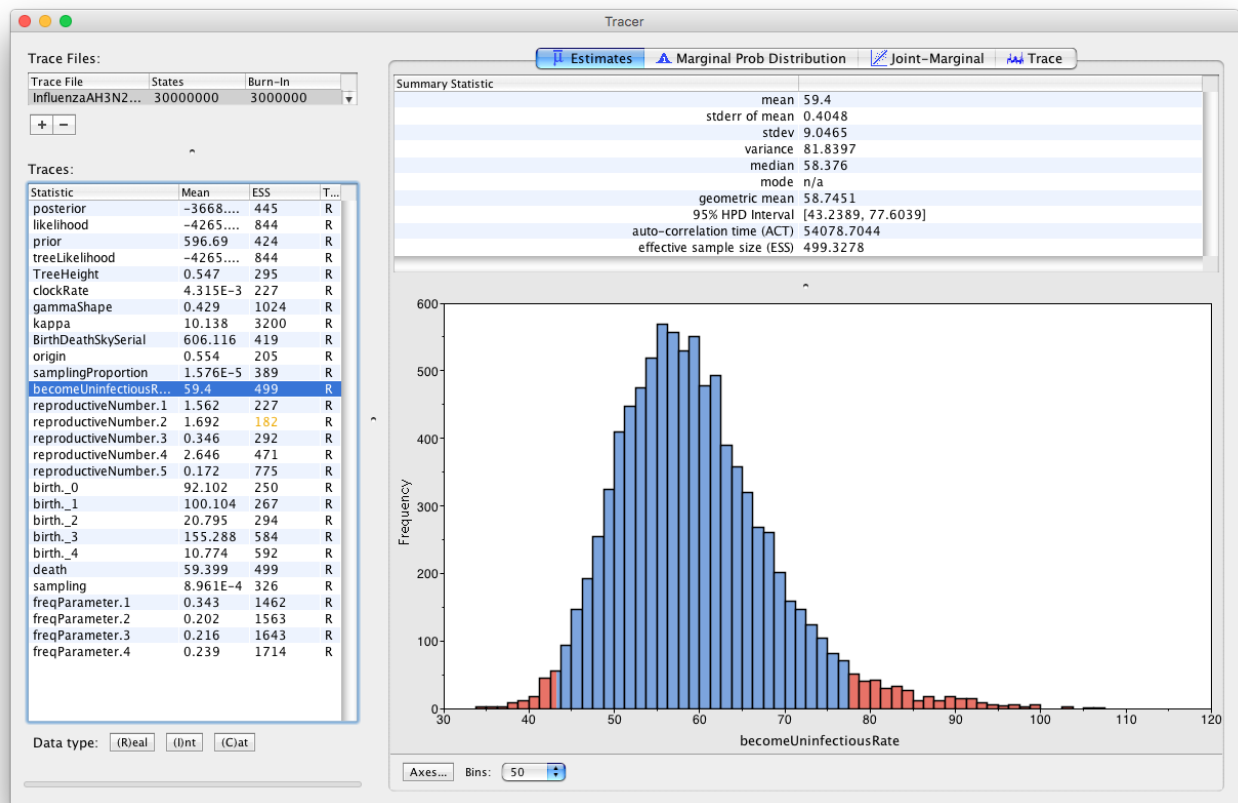 Tracer
Trace Files:
Trace File States Burn-In
InfluenzaAH3N2... 30000000 3000000
+ −
Traces:
Statistic Mean ESS T...
posterior -3668.... 445 R
likelihood -4265.... 844 R
prior 596.69 424 R
treeLikelihood -4265.... 844 R
TreeHeight 0.547 295 R
clockRate 4.315E-3 227 R
gammaShape 0.429 1024 R
kappa 10.138 3200 R
BirthDeathSkySerial 606.116 419 R
origin 0.554 205 R
samplingProportion 1.576E-5 389 R
becomeUninfectiousR... 59.4 499 R
reproductiveNumber.1 1.562 227 R
reproductiveNumber.2 1.692 182 R
reproductiveNumber.3 0.346 292 R
reproductiveNumber.4 2.646 471 R
reproductiveNumber.5 0.172 775 R
birth._0 92.102 250 R
birth._1 100.104 267 R
birth._2 20.795 294 R
birth._3 155.288 584 R
birth._4 10.774 592 R
death 59.399 499 R
sampling 8.961E-4 326 R
freqParameter.1 0.343 1462 R
freqParameter.2 0.202 1563 R
freqParameter.3 0.216 1643 R
freqParameter.4 0.239 1714 R
Data type: (R)eal (I)nt (C)at
μ Estimates Marginal Prob Distribution Joint-Marginal Trace
Summary Statistic
mean 59.4
stderr of mean 0.4048
stdev 9.0465
variance 81.8397
median 58.376
mode n/a
geometric mean 58.7451
95% HPD Interval [43.2389, 77.6039]
auto-correlation time (ACT) 54078.7044
effective sample size (ESS) 499.3278
600
500
400
300
200
100
0
Frequency
30 40 50 60 70 80 90 100 110 120
becomeUninfectiousRate
Axes... Bins: 50